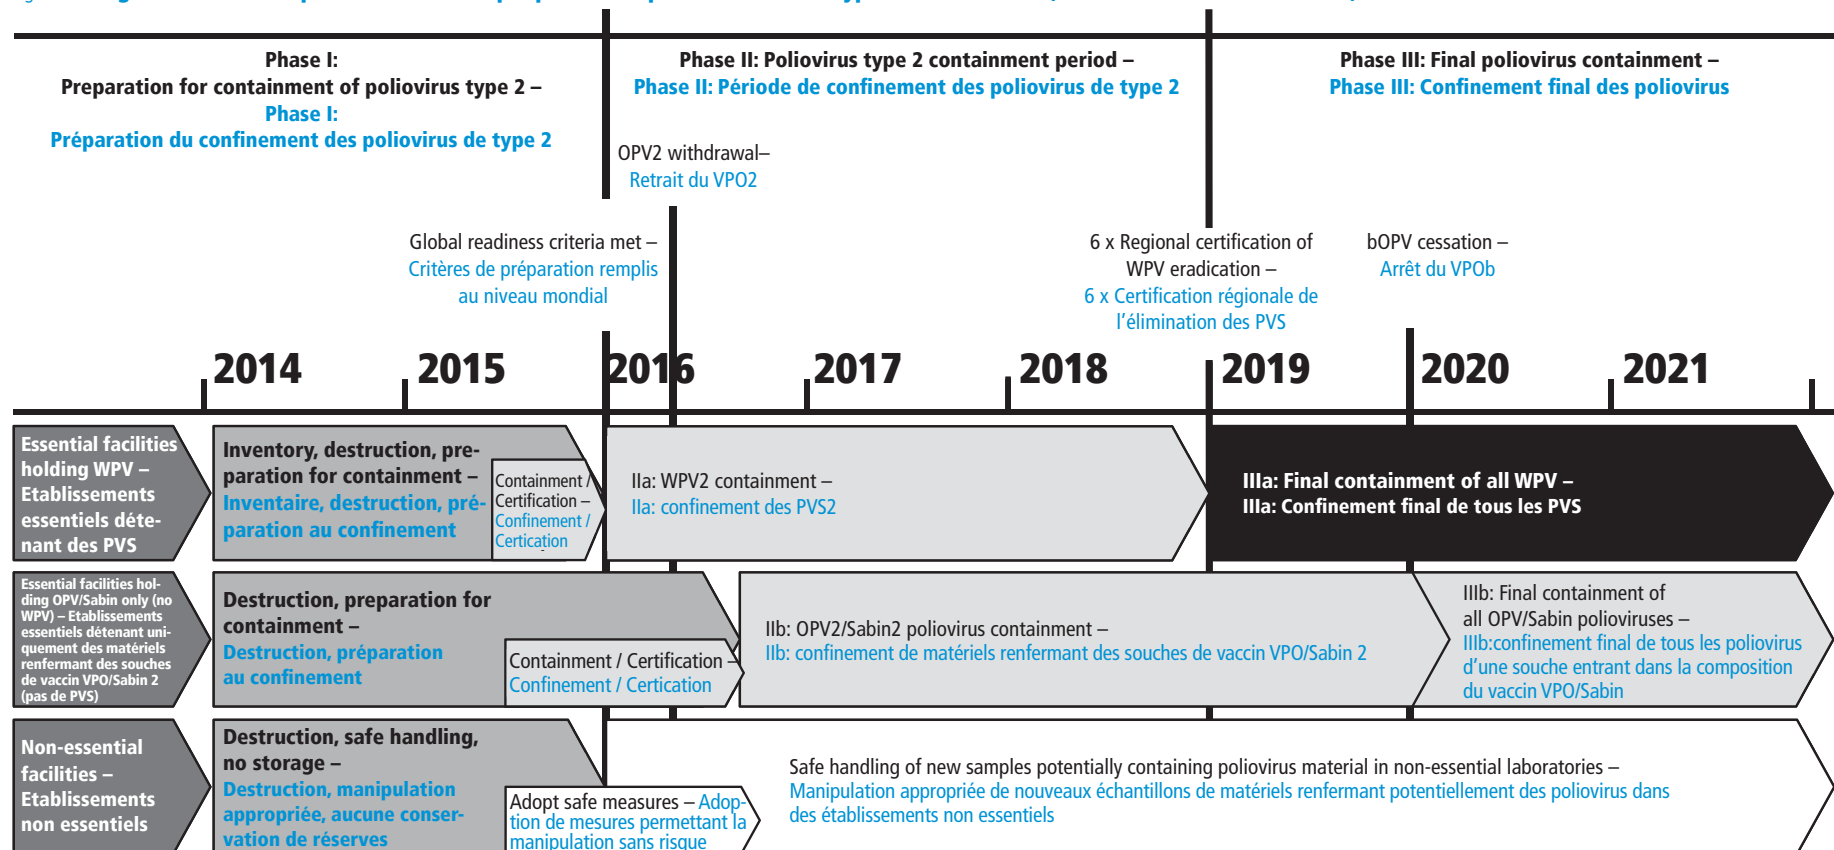 Phase I:
Preparation for containment of poliovirus type 2 –
Phase I:
Préparation du confinement des poliovirus de type 2
Phase II: Poliovirus type 2 containment period –
Phase II: Période de confinement des poliovirus de type 2
Phase III: Final poliovirus containment –
Phase III: Confinement final des poliovirus
OPV2 withdrawal–
Retrait du VPO2
Global readiness criteria met –
Critères de préparation remplis
au niveau mondial
6 x Regional certification of
WPV eradication –
6 x Certification régionale de
l’élimination des PVS
bOPV cessation –
Arrêt du VPOb
2014
2015
2016
2017
2018
2019
2020
2021
Essential facilities
holding WPV –
Etablissements
essentiels déte-
nant des PVS
Inventory, destruction, pre-
paration for containment –
Inventaire, destruction, pré-
paration au confinement
Containment /
Certification –
Confinement /
Certication
IIa: WPV2 containment –
IIa: confinement des PVS2
IIIa: Final containment of all WPV –
IIIa: Confinement final de tous les PVS
Essential facilities hol-
ding OPV/Sabin only (no
WPV) – Etablissements
essentiels détenant uni-
quement des matériels
renfermant des souches
de vaccin VPO/Sabin 2
(pas de PVS)
Destruction, preparation for
containment –
Destruction, préparation
au confinement
Containment / Certification –
Confinement / Certication
IIb: OPV2/Sabin2 poliovirus containment –
IIb: confinement de matériels renfermant des souches de vaccin VPO/Sabin 2
IIIb: Final containment of
all OPV/Sabin polioviruses –
IIIb:confinement final de tous les poliovirus
d’une souche entrant dans la composition
du vaccin VPO/Sabin
Non-essential
facilities –
Etablissements
non essentiels
Destruction, safe handling,
no storage –
Destruction, manipulation
appropriée, aucune conser-
vation de réserves
Adopt safe measures – Adop-
tion de mesures permettant la
manipulation sans risque
Safe handling of new samples potentially containing poliovirus material in non-essential laboratories –
Manipulation appropriée de nouveaux échantillons de matériels renfermant potentiellement des poliovirus dans
des établissements non essentiels